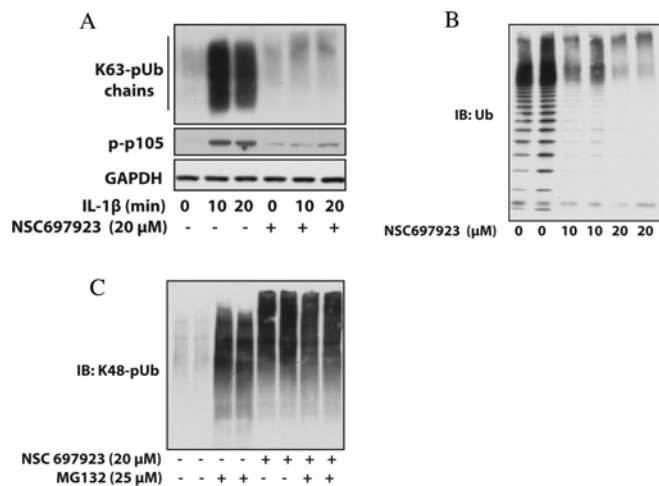 A
K63-pUb
chains
p-p105
GAPDH
IL-1β (min) 0 10 20 0 10 20
NSC697923 (20 μM) - - - + + +
B
IB: Ub
NSC697923 (μM) 0 0 10 10 20 20
C
IB: K48-pUb
NSC 697923 (20 μM) - - - - + + + +
MG132 (25 μM) - - + + - - + +